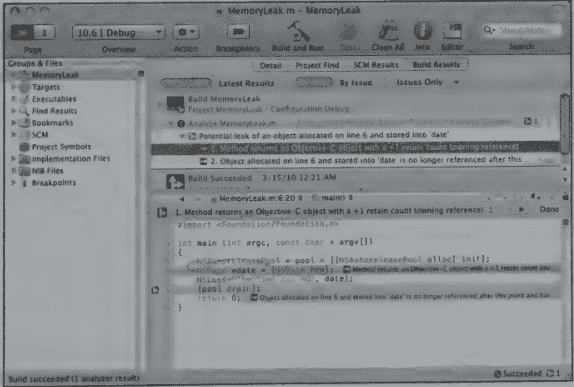 MemoryLeak.m – MemoryLeak
10.6 | Debug
Page
Overview
Action
Breakpoints
Build and Run
Tasks
Clean All
Info
Editor
Search
Groups & Files
MemoryLeak
Targets
Executables
Find Results
Bookmarks
SCM
Project Symbols
Implementation Files
NIB Files
Breakpoints
Detail
Project Find
SCM Results
Build Results
Latest Results
By Issue
Issues Only
Build MemoryLeak
Project MemoryLeak Configuration Debug
Analyze MemoryLeak.m
1
Potential leak of an object allocated on line 6 and stored into 'date'
1. Method returns an Objective-C object with a +1 retain count (owning reference)
2. Object allocated on line 6 and stored into 'date' is no longer referenced after this ...
Build Succeeded 3/15/10 12:21 AM
MemoryLeak.m:6:20
main()
1. Method returns an Objective-C object with a +1 retain count (owning reference)
Done
#import <Foundation/Foundation.h>
int main (int argc, const char * argv[])
{
NSAutoreleasePool * pool = [[NSAutoreleasePool alloc] init];
NSDate *date = [NSDate new];
Method returns an Objective-C object with a +1 retain count (ow
date);
[pool drain];
return 0;
Object allocated on line 6 and stored into 'date' is no longer referenced after this point and has
}
Build succeeded (1 analyzer result)
Succeeded
1